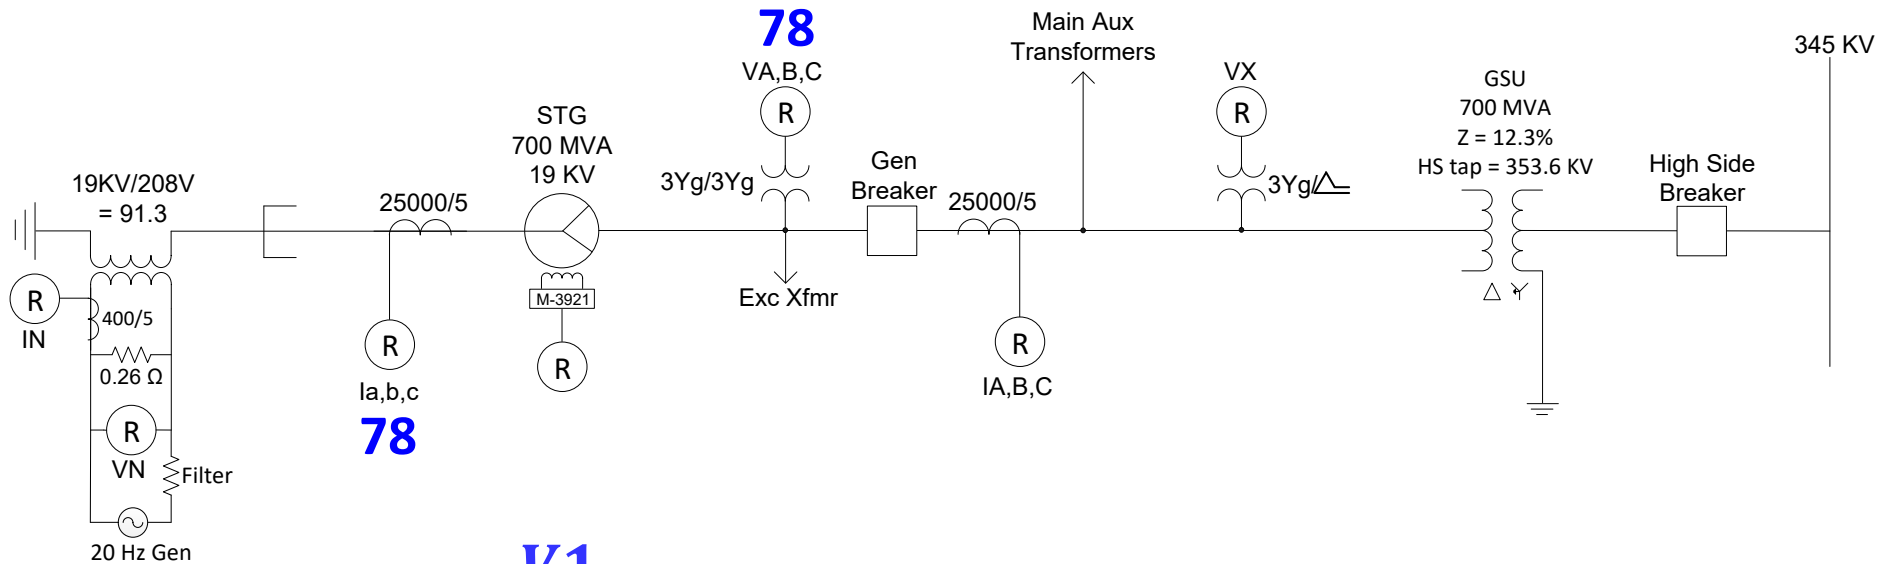 78
VA,B,C
R
3Yg/3Yg
Main Aux
Transformers
VX
R
3Yg/
345 KV
GSU
700 MVA
Z = 12.3%
HS tap = 353.6 KV
High Side
Breaker
STG
700 MVA
19 KV
Gen
Breaker
19KV/208V
= 91.3
25000/5
25000/5
Exc Xfmr
M-3921
R
R
IN
400/5
0.26 Ω
R
Ia,b,c
78
R
IA,B,C
R
VN
Filter
20 Hz Gen
K1